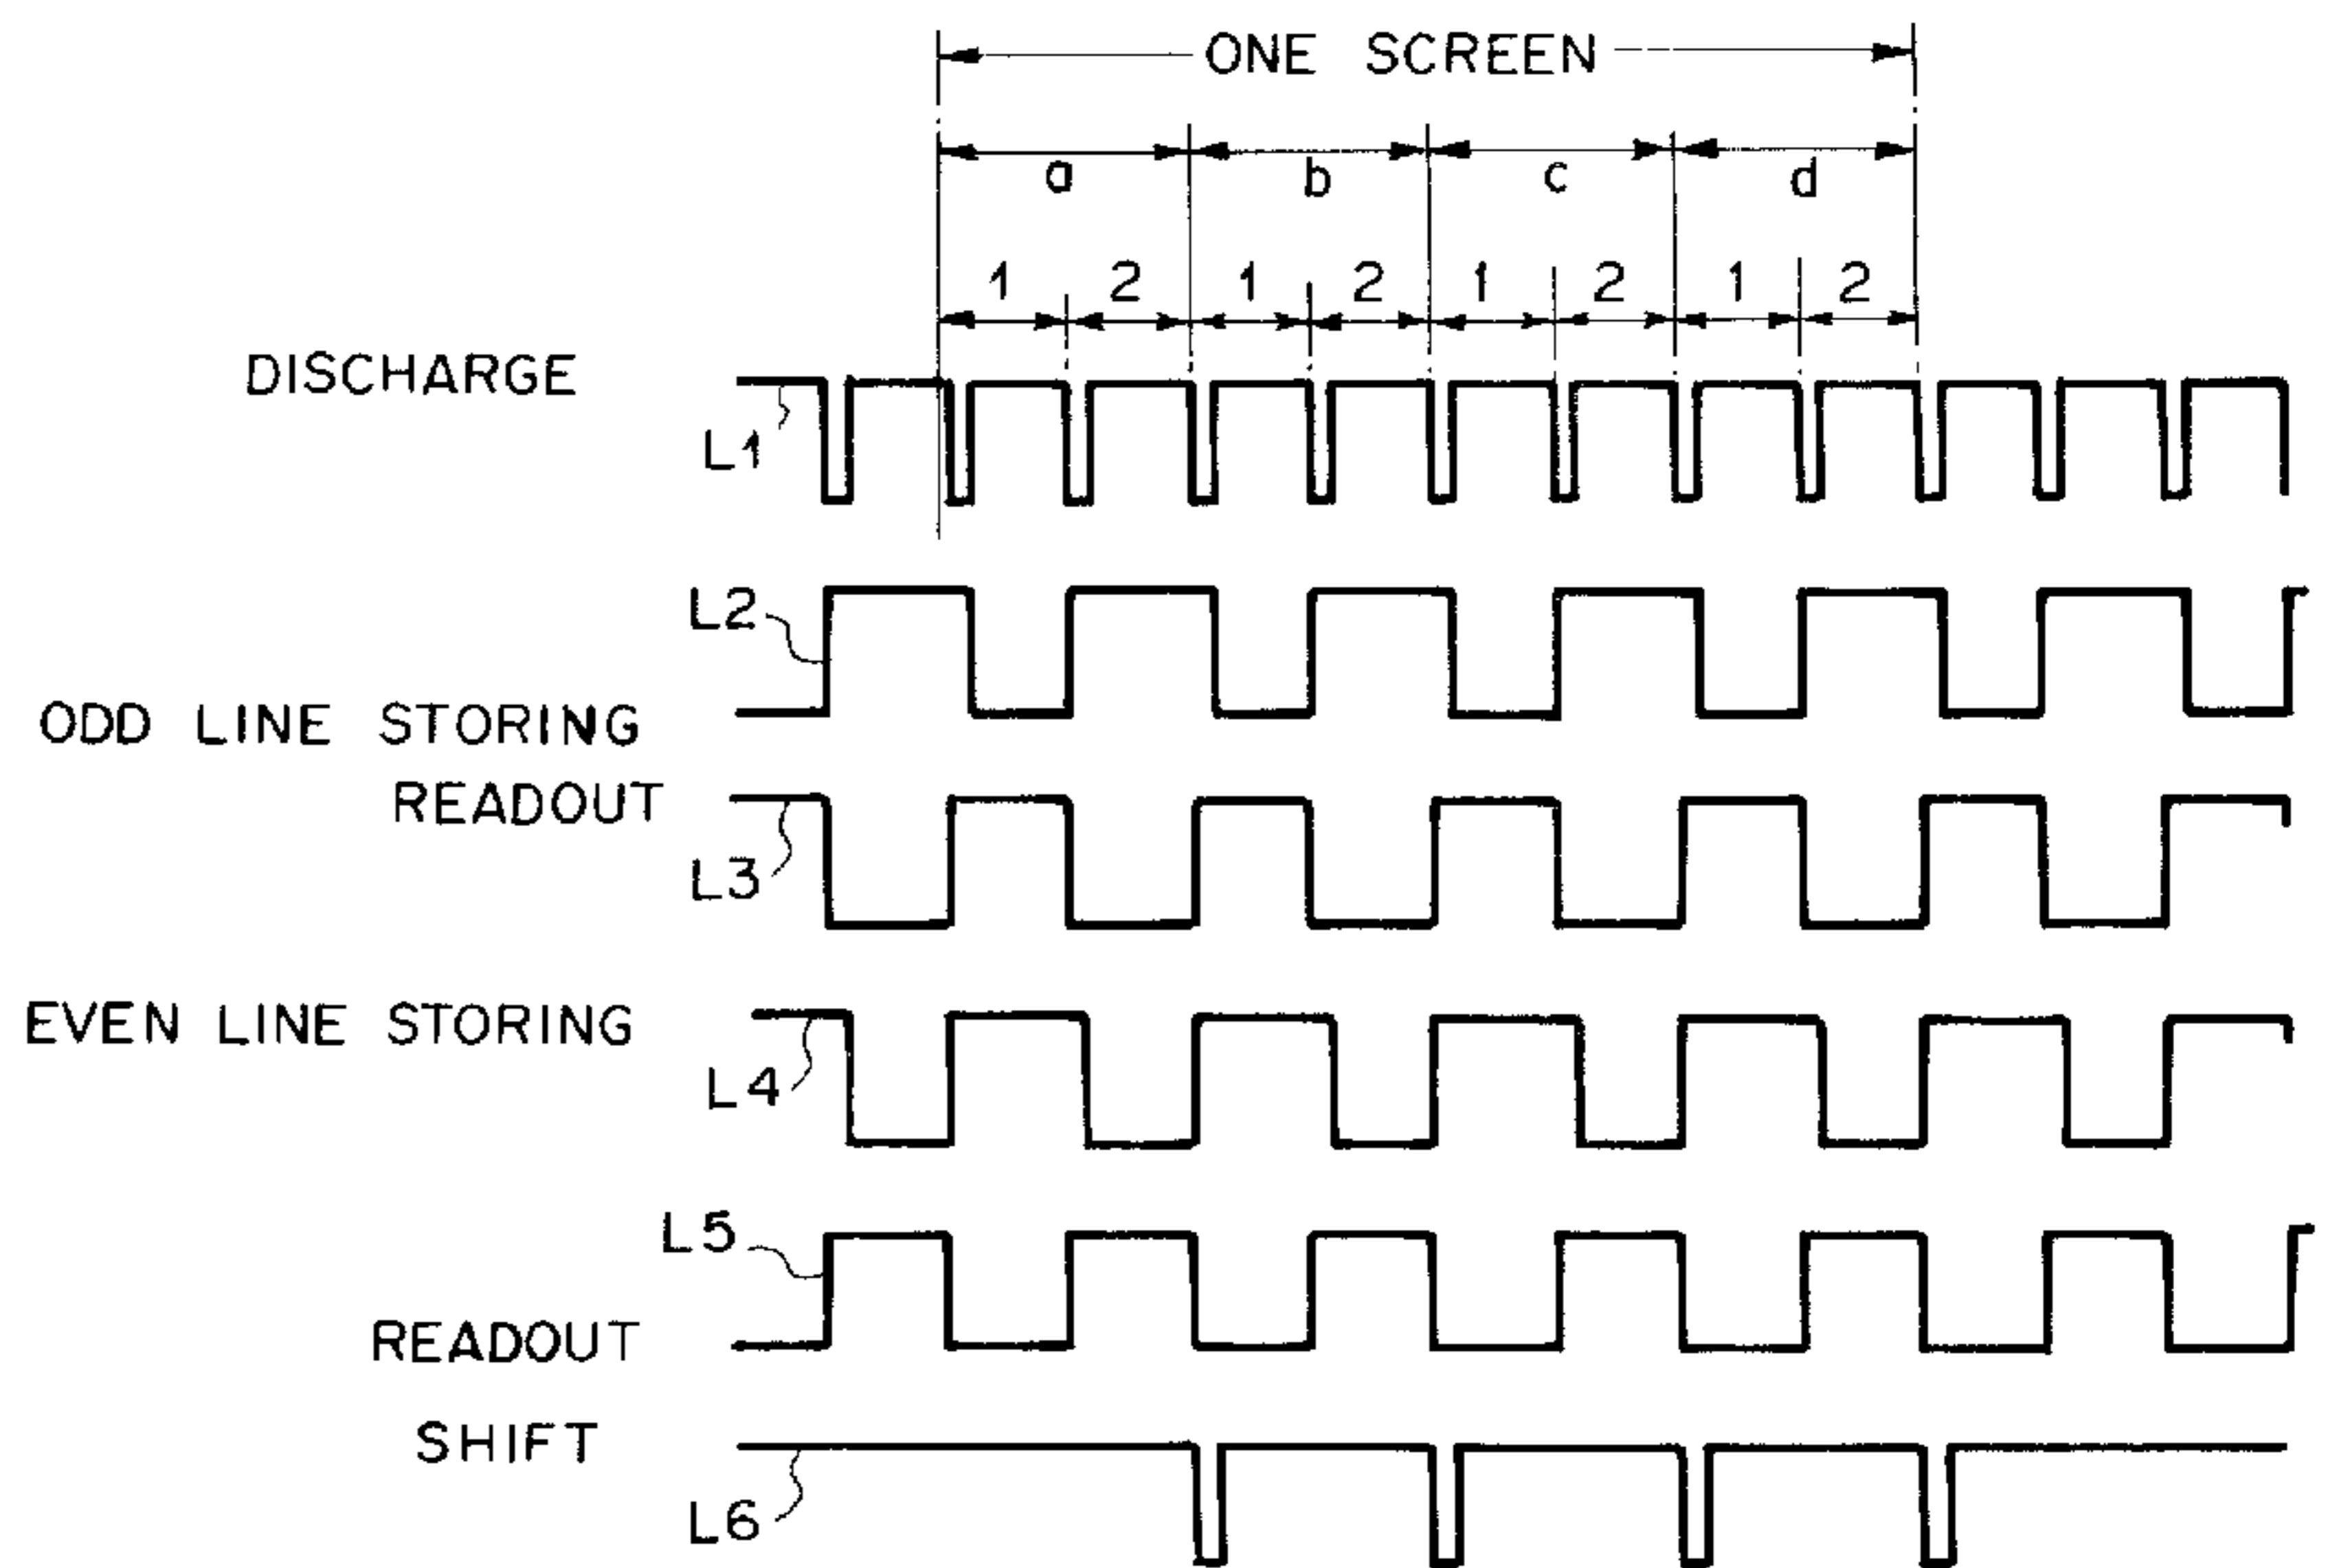 ONE SCREEN
a b c d
1 2 1 2 1 2 1 2
DISCHARGE
L1
L2
ODD LINE STORING
READOUT
L3
EVEN LINE STORING
L4
L5
READOUT
SHIFT
L6